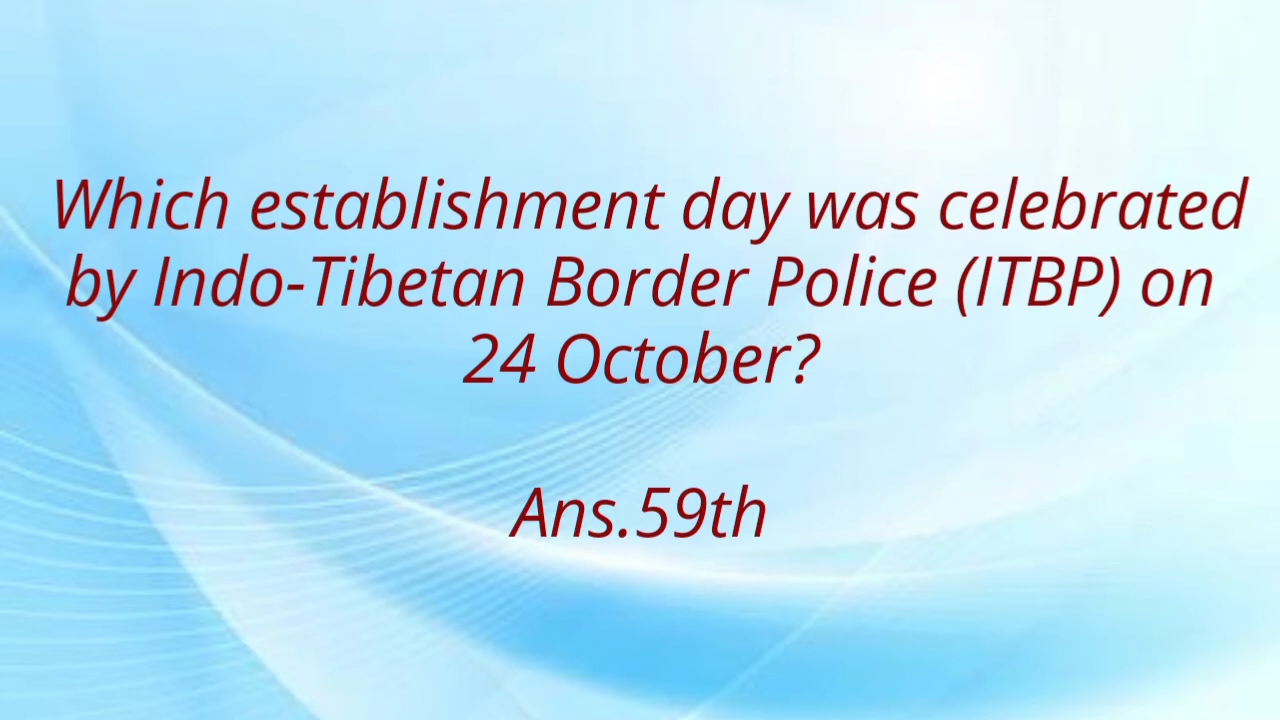 Which establishment day was celebrated
by Indo-Tibetan Border Police (ITBP) on
24 October?
Ans.59th